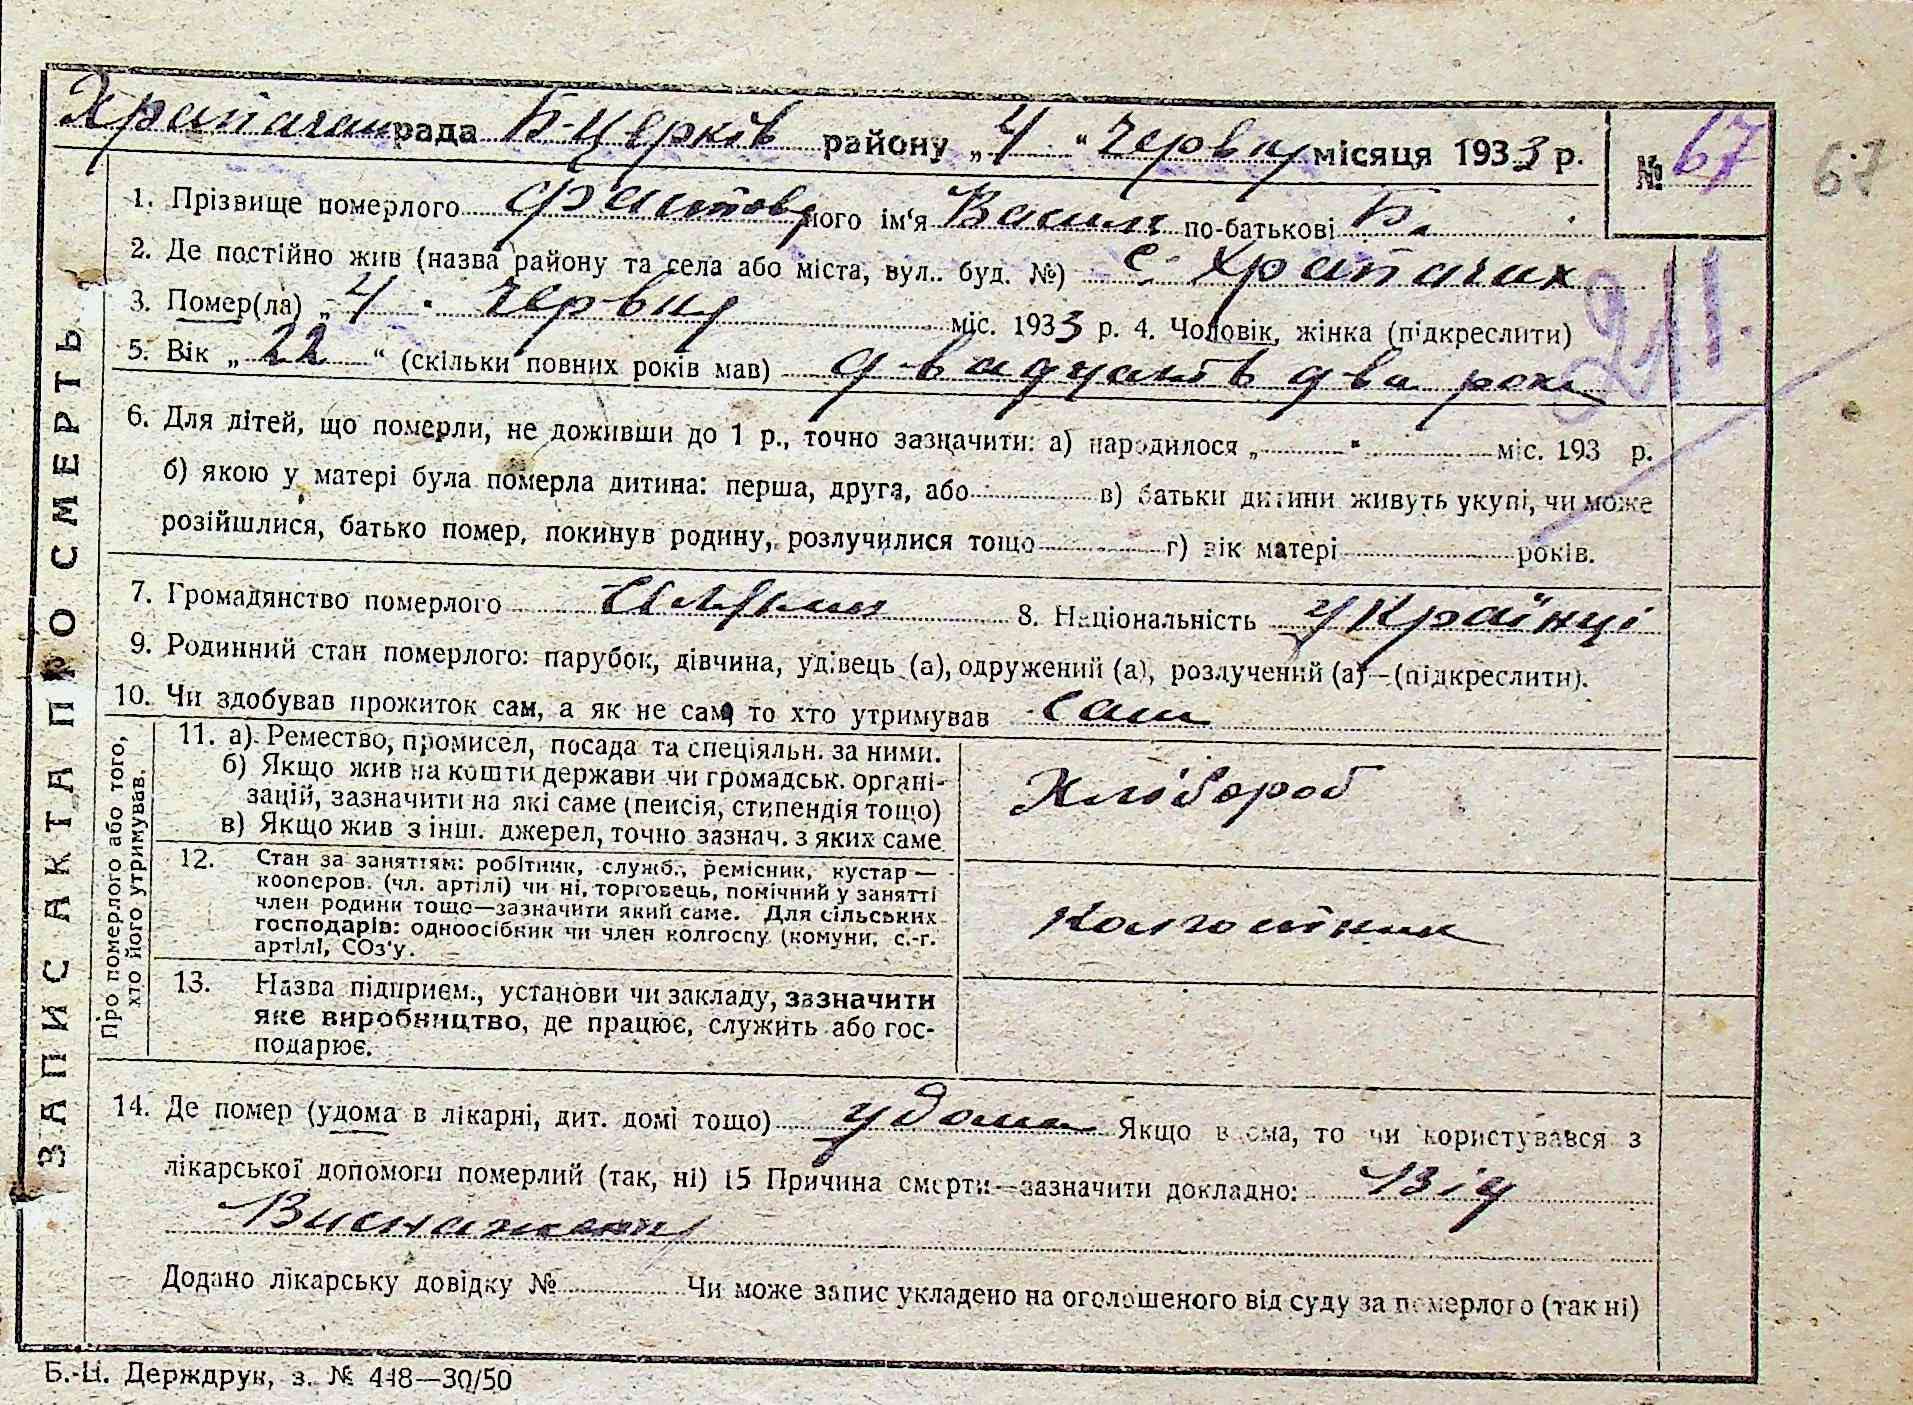 Храпачан рада Б-Церків району „4" Червня місяця 1933 р. № 67 67
1. Прізвище померлого його ім'я Василь по-батькові Б.
2. Де постійно жив (назва району та села або міста, вул.. буд. №) с. Храпачах
3. Помер(ла) „4" Червня міс. 1933 р. 4. Чоловік, жінка (підкреслити)
211.
5. Вік „22" (скільки повних років мав) двадцать два роки
6. Для дітей, що померли, не доживши до 1 р., точно зазначити: а) народилося „ " міс. 193 р.
б) якою у матері була померла дитина: перша, друга, або в) батьки дитини живуть укупі, чи може
розійшлися, батько помер, покинув родину, розлучилися тощо г) вік матері років.
7. Громадянство померлого 8. Національність українці
9. Родинний стан померлого: парубок, дівчина, удівець (а), одружений (а), розлучений (а)—(підкреслити).
10. Чи здобував прожиток сам, а як не сам, то хто утримував сам
ЗАПИС АКТА ПРО СМЕРТЬ
Про померлого або того,
хто його утримував.
11. а) Ремество, промисел, посада та спеціяльн. за ними.
б) Якщо жив на кошти держави чи громадськ. органі-
зацій, зазначити на які саме (пенсія, стипендія тощо)
в) Якщо жив з інш. джерел, точно зазнач. з яких саме
Хлібороб
12. Стан за заняттям: робітник, служб., ремісник, кустар—
кооперов. (чл. артілі) чи ні, торговець, помічний у занятті
член родини тощо—зазначити який саме. Для сільських
господарів: одноосібник чи член колгоспу (комуни, с.-г.
артілі, СОз'у.
Колгоспник
13. Назва підприєм., установи чи закладу, зазначити
яке виробництво, де працює, служить або гос-
подарює.
14. Де помер (удома в лікарні, дит. домі тощо) удома Якщо вдома, то чи користувався з
лікарської допомоги померлий (так, ні) 15 Причина смерти—зазначити докладно: Від
Виснаження
Додано лікарську довідку № Чи може запис укладено на оголошеного від суду за померлого (так ні)
Б.-Ц. Держдрук, з. № 448—30/50